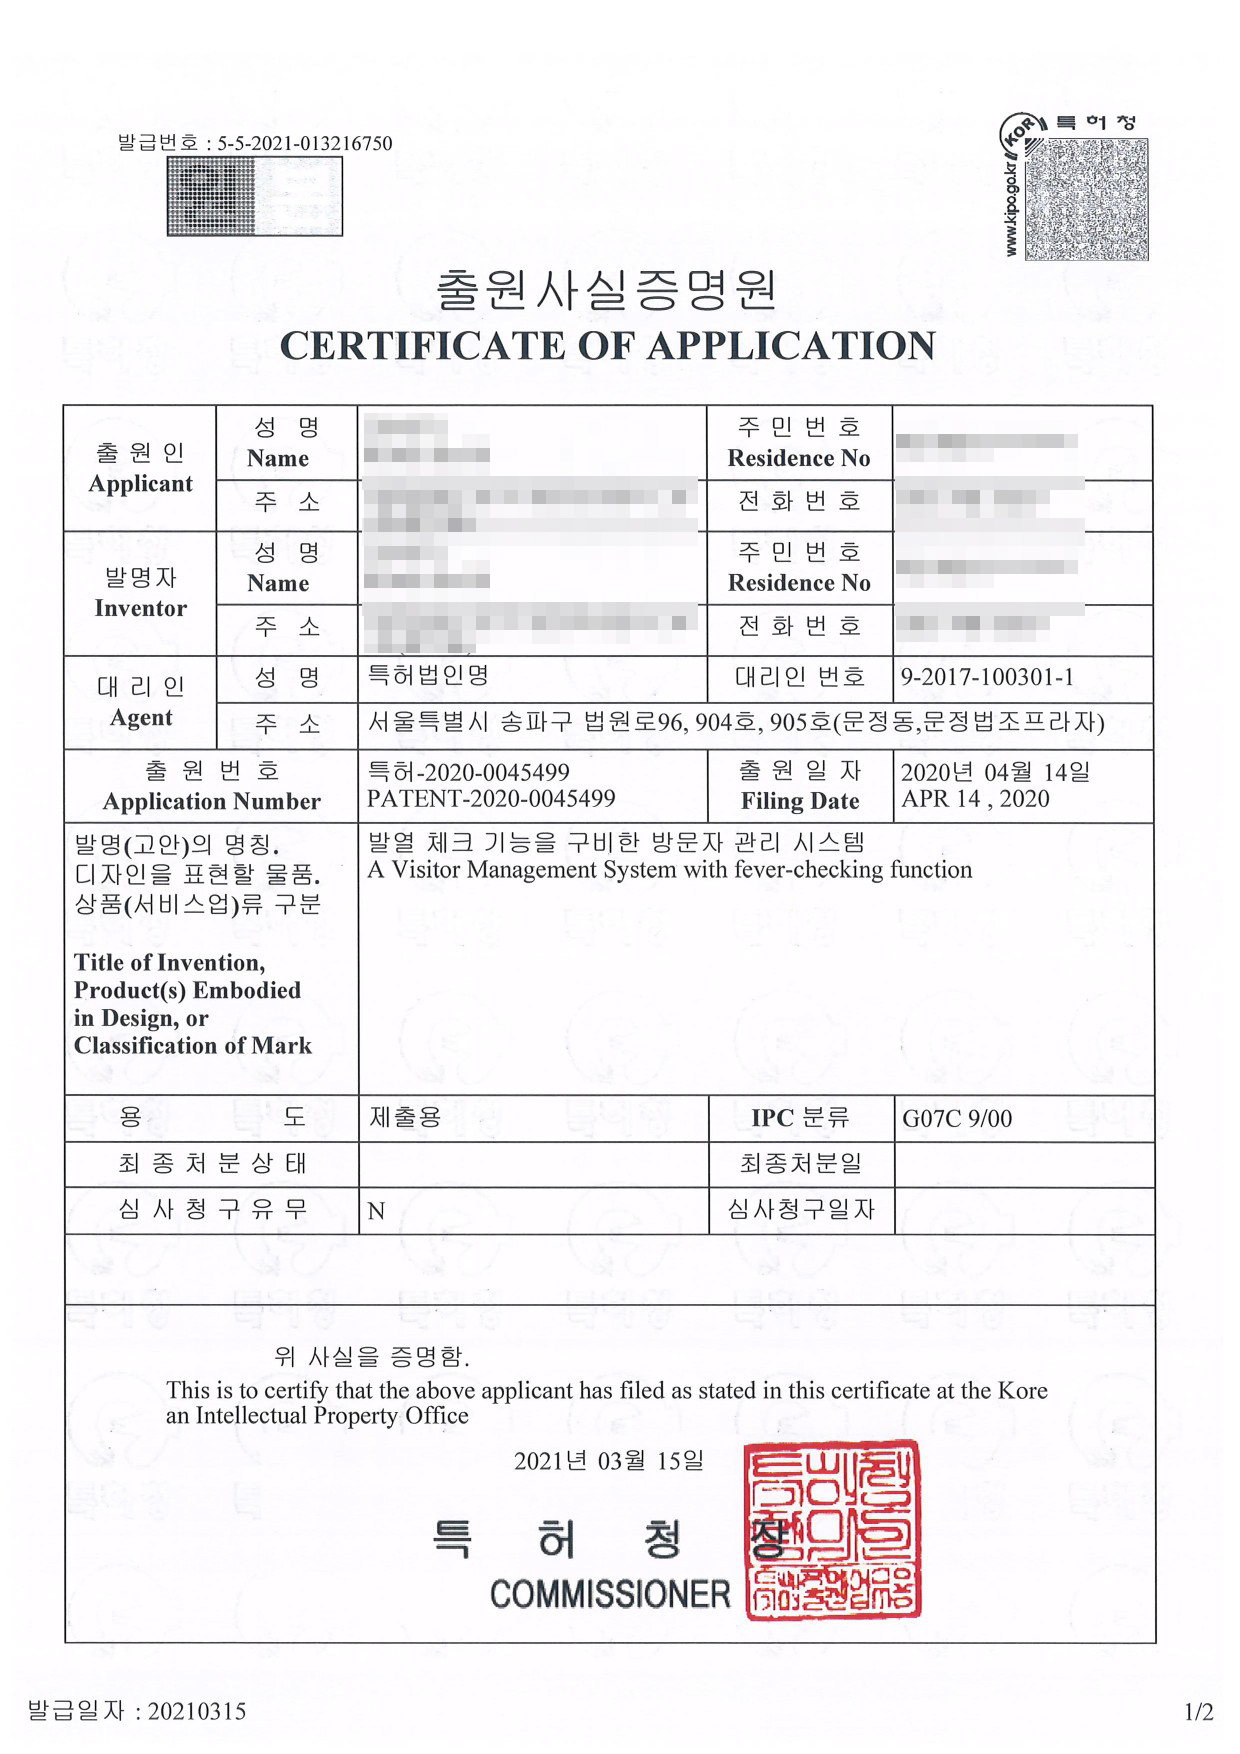 발급번호 : 5-5-2021-013216750
원
KOR
특허청
www.kipo.go.kr
출원사실증명원
CERTIFICATE OF APPLICATION
출 원 인
Applicant
성 명
Name
주 민 번 호
Residence No
주 소
전 화 번 호
발명자
Inventor
성 명
Name
주 민 번 호
Residence No
주 소
전 화 번 호
대 리 인
Agent
성 명
특허법인명
대리인 번호
9-2017-100301-1
주 소
서울특별시 송파구 법원로96, 904호, 905호(문정동,문정법조프라자)
출 원 번 호
Application Number
특허-2020-0045499
PATENT-2020-0045499
출 원 일 자
Filing Date
2020년 04월 14일
APR 14 , 2020
발명(고안)의 명칭.
디자인을 표현할 물품.
상품(서비스업)류 구분
Title of Invention,
Product(s) Embodied
in Design, or
Classification of Mark
발열 체크 기능을 구비한 방문자 관리 시스템
A Visitor Management System with fever-checking function
용 도
제출용
IPC 분류
G07C 9/00
최 종 처 분 상 태
최종처분일
심 사 청 구 유 무
N
심사청구일자
위 사실을 증명함.
This is to certify that the above applicant has filed as stated in this certificate at the Kore
an Intellectual Property Office
2021년 03월 15일
특 허 청 장
COMMISSIONER
발급일자 : 20210315
1/2